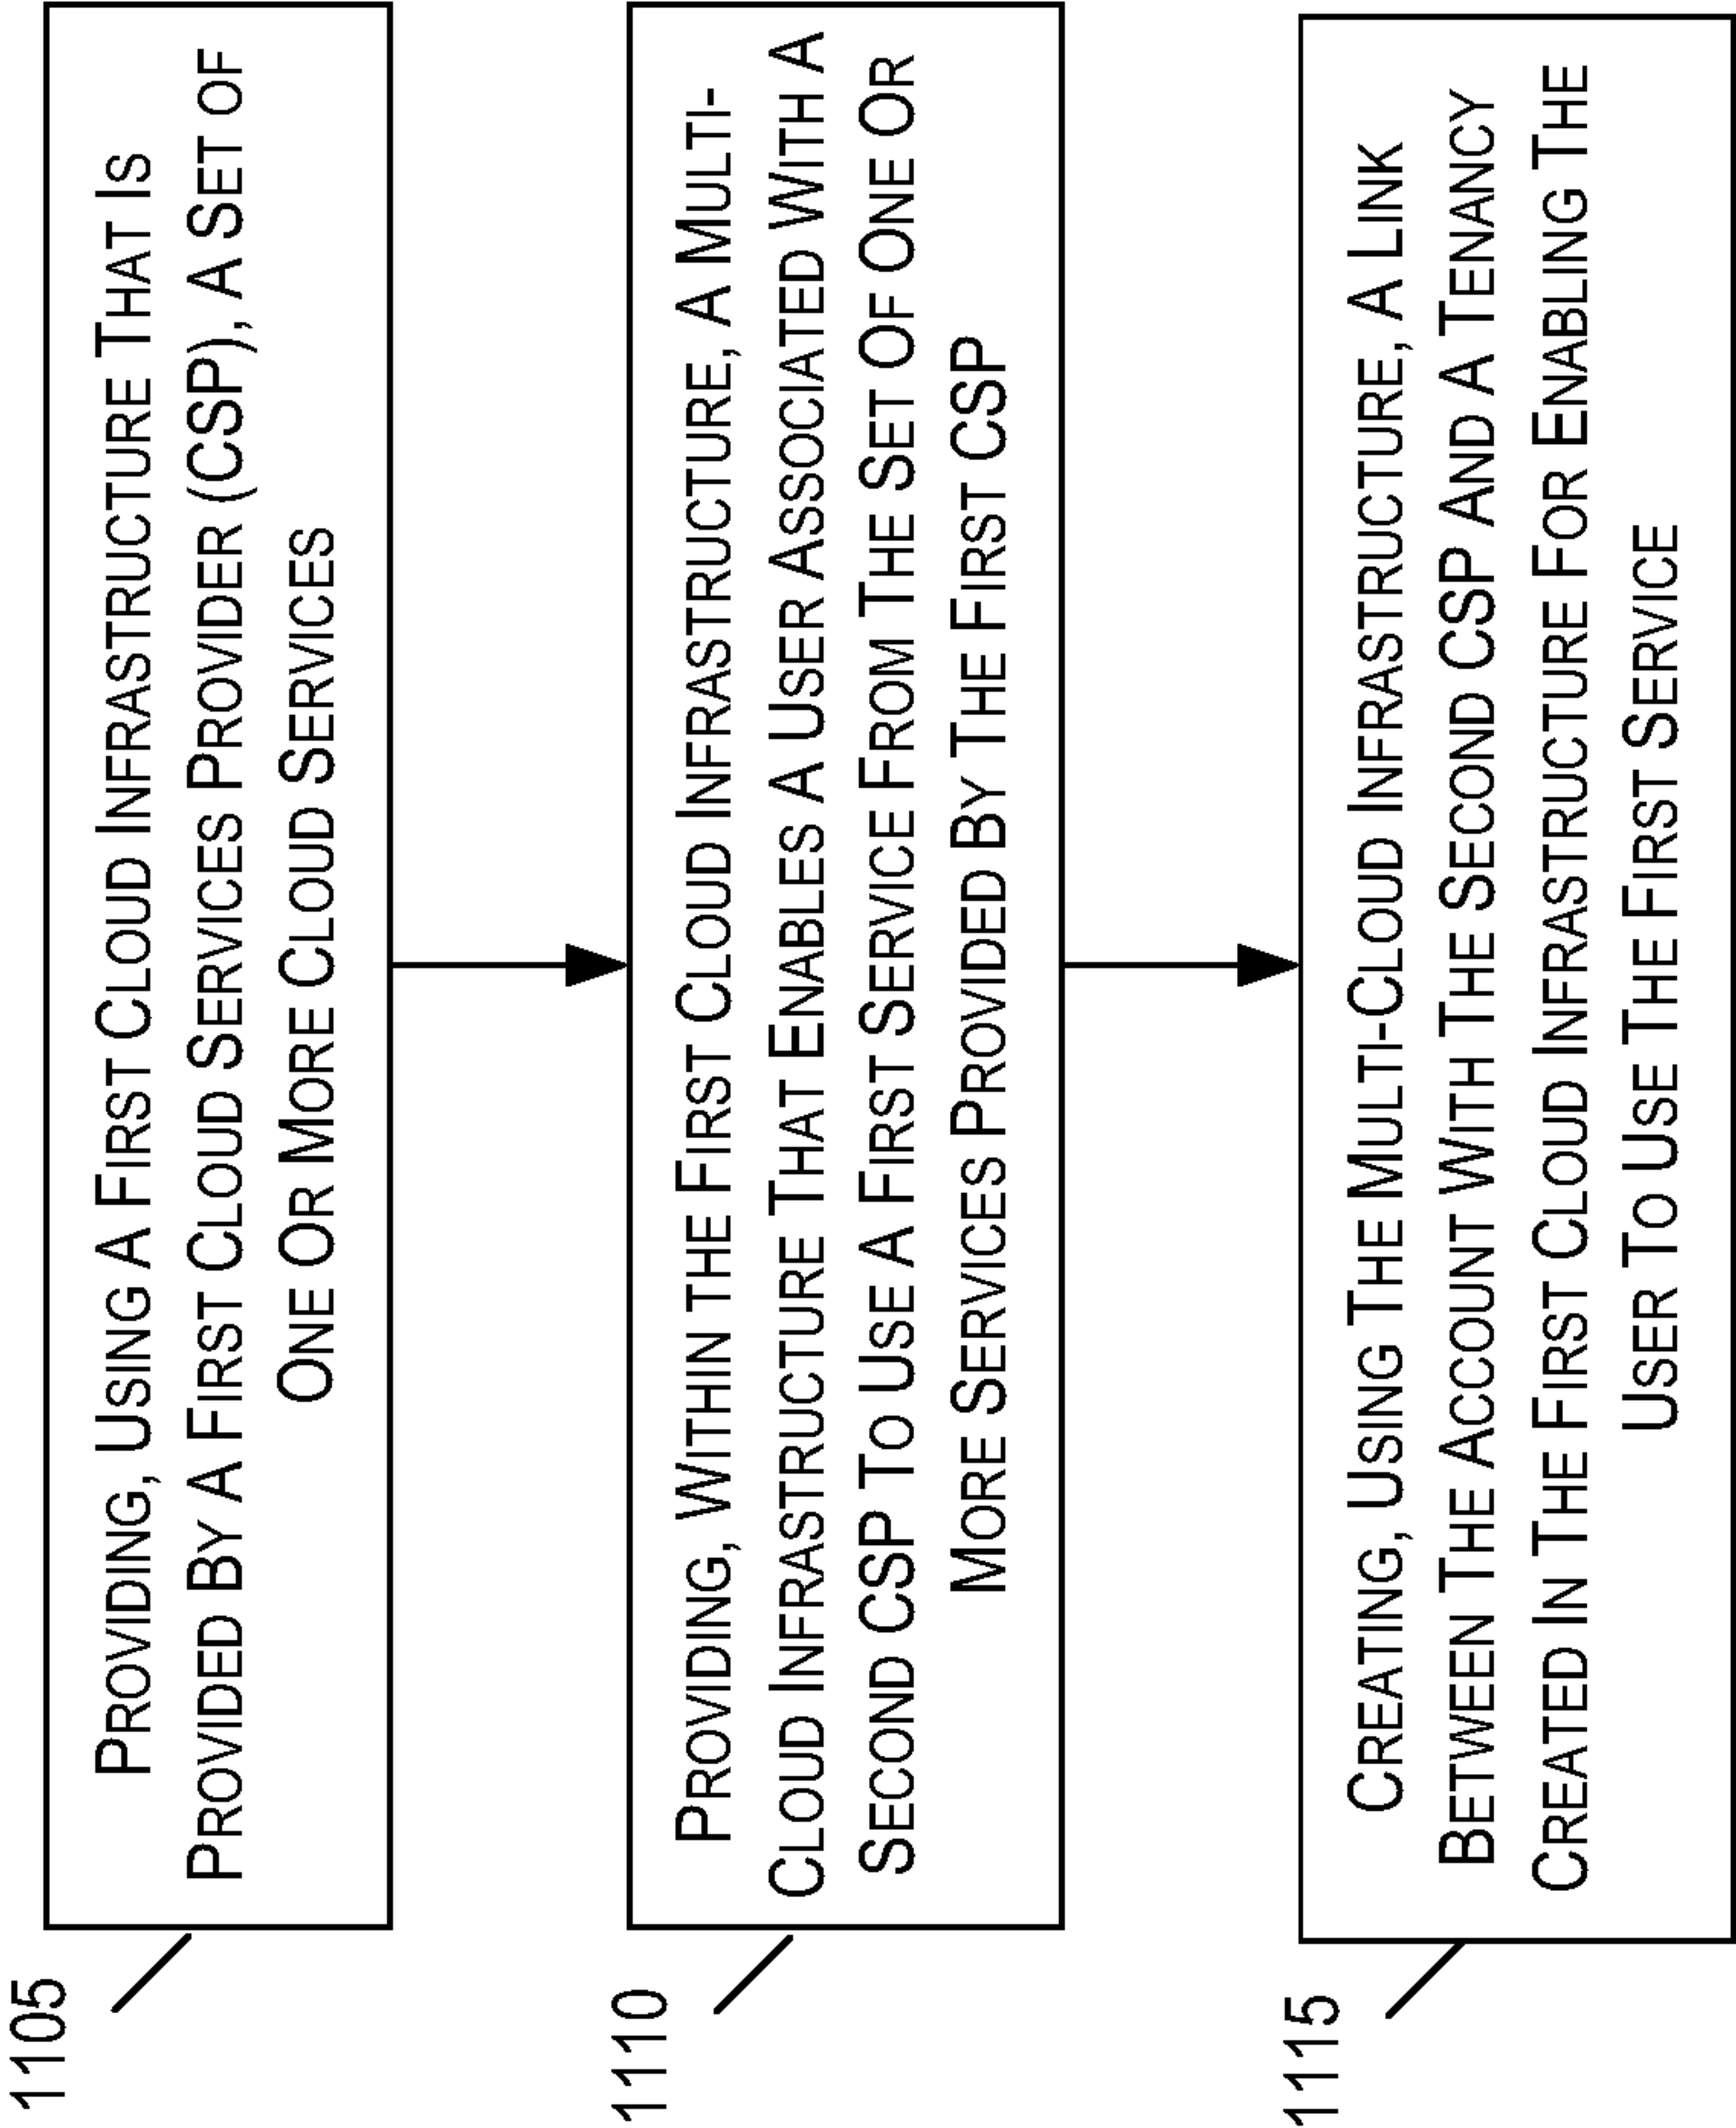 1105
PROVIDING, USING A FIRST CLOUD INFRASTRUCTURE THAT IS
PROVIDED BY A FIRST CLOUD SERVICES PROVIDER (CSP), A SET OF
ONE OR MORE CLOUD SERVICES
1110
PROVIDING, WITHIN THE FIRST CLOUD INFRASTRUCTURE, A MULTI-
CLOUD INFRASTRUCTURE THAT ENABLES A USER ASSOCIATED WITH A
SECOND CSP TO USE A FIRST SERVICE FROM THE SET OF ONE OR
MORE SERVICES PROVIDED BY THE FIRST CSP
1115
CREATING, USING THE MULTI-CLOUD INFRASTRUCTURE, A LINK
BETWEEN THE ACCOUNT WITH THE SECOND CSP AND A TENANCY
CREATED IN THE FIRST CLOUD INFRASTRUCTURE FOR ENABLING THE
USER TO USE THE FIRST SERVICE